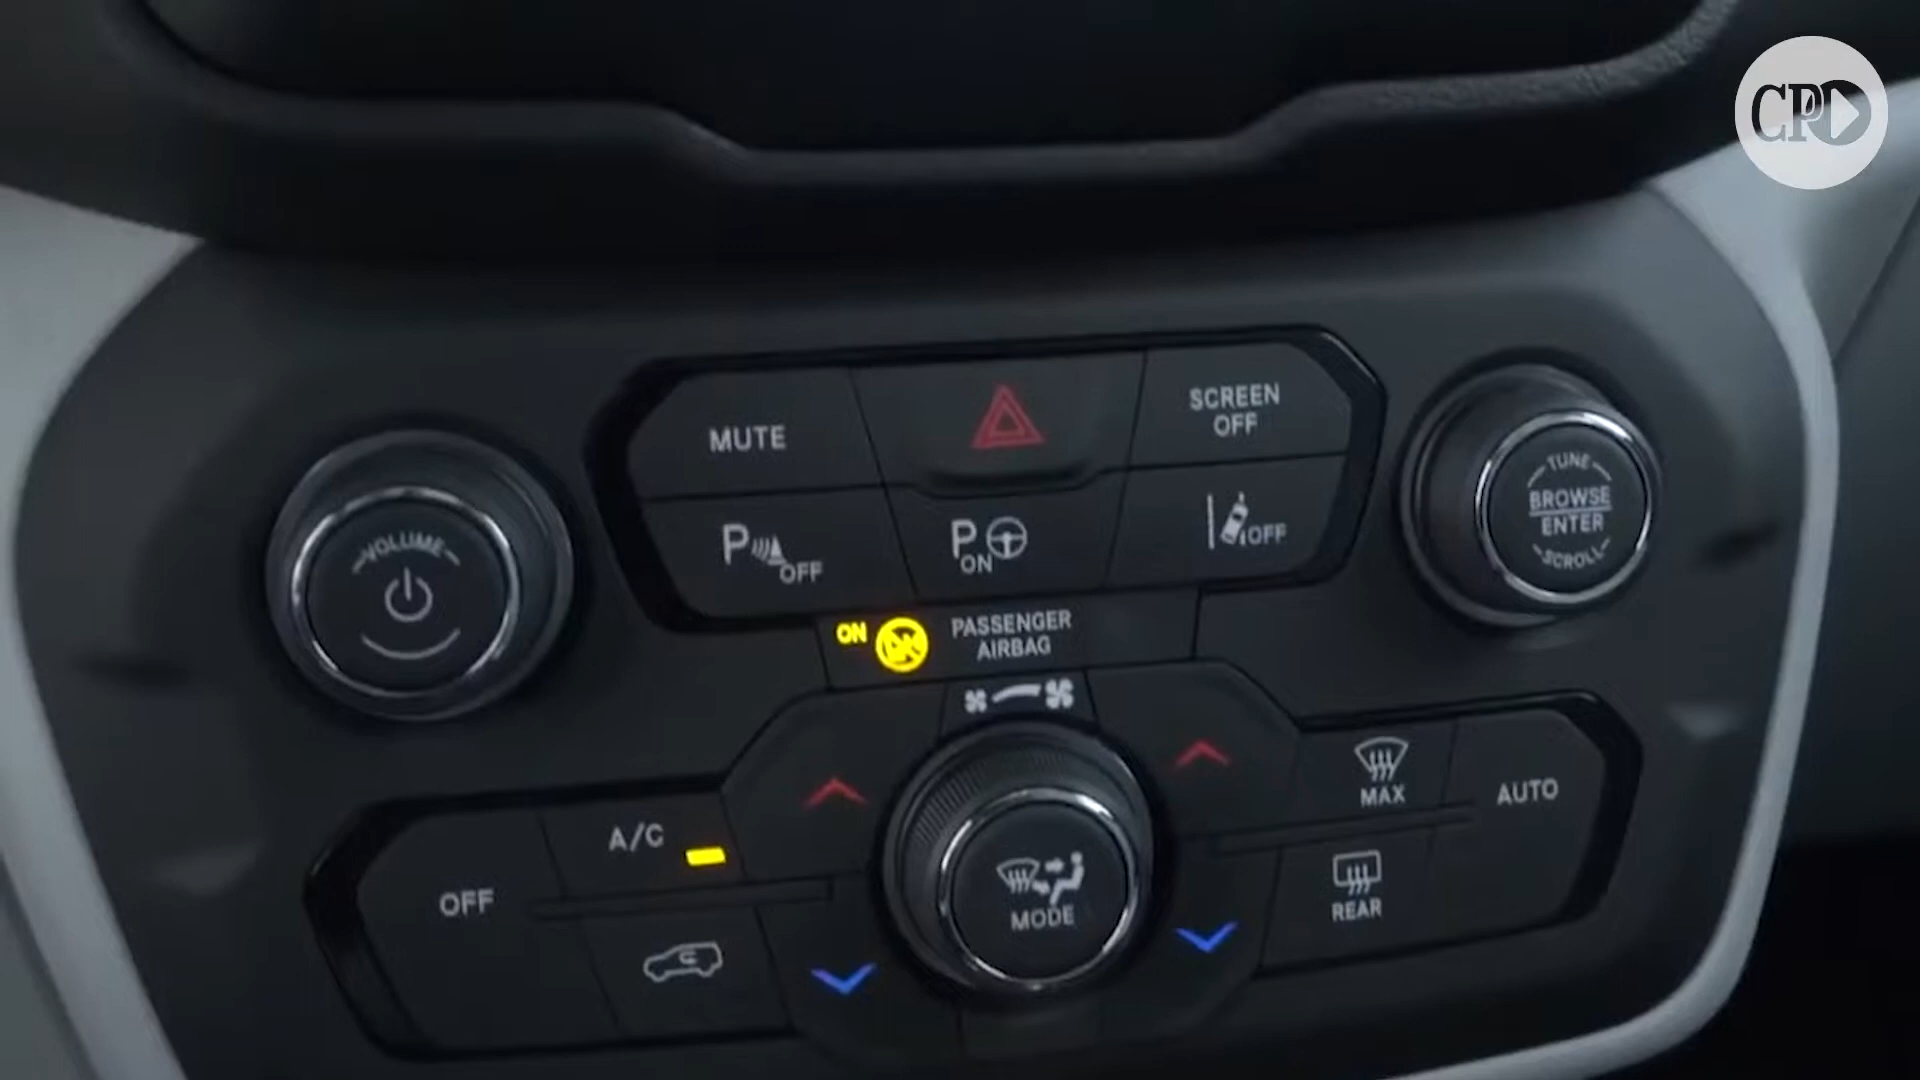 CPO
MUTE
SCREEN
OFF
P OFF
P ON
OFF
VOLUME
TUNE
BROWSE
ENTER
SCROLL
ON
PASSENGER
AIRBAG
A/C
OFF
MODE
MAX
AUTO
REAR